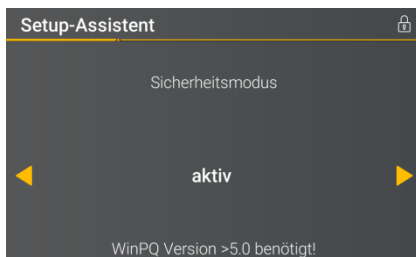 Setup-Assistent
Sicherheitsmodus
aktiv
WinPQ Version >5.0 benötigt!